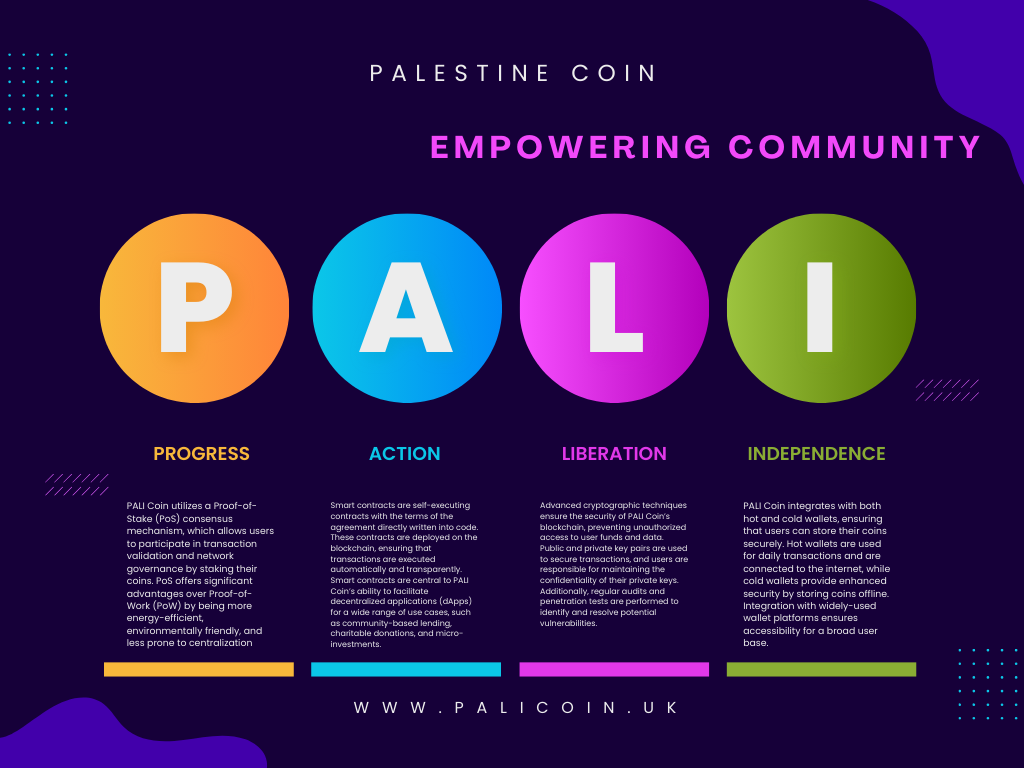 PALESTINE COIN
EMPOWERING COMMUNITY
P
A
L
I
PROGRESS
PALI Coin utilizes a Proof-of-
Stake (PoS) consensus
mechanism, which allows users
to participate in transaction
validation and network
governance by staking their
coins. PoS offers significant
advantages over Proof-of-
Work (PoW) by being more
energy-efficient,
environmentally friendly, and
less prone to centralization
ACTION
Smart contracts are self-executing
contracts with the terms of the
agreement directly written into code.
These contracts are deployed on the
blockchain, ensuring that
transactions are executed
automatically and transparently.
Smart contracts are central to PALI
Coin’s ability to facilitate
decentralized applications (dApps)
for a wide range of use cases, such
as community-based lending,
charitable donations, and micro-
investments.
LIBERATION
Advanced cryptographic techniques
ensure the security of PALI Coin’s
blockchain, preventing unauthorized
access to user funds and data.
Public and private key pairs are used
to secure transactions, and users are
responsible for maintaining the
confidentiality of their private keys.
Additionally, regular audits and
penetration tests are performed to
identify and resolve potential
vulnerabilities.
INDEPENDENCE
PALI Coin integrates with both
hot and cold wallets, ensuring
that users can store their coins
securely. Hot wallets are used
for daily transactions and are
connected to the internet, while
cold wallets provide enhanced
security by storing coins offline.
Integration with widely-used
wallet platforms ensures
accessibility for a broad user
base.
WWW.PALICOIN.UK